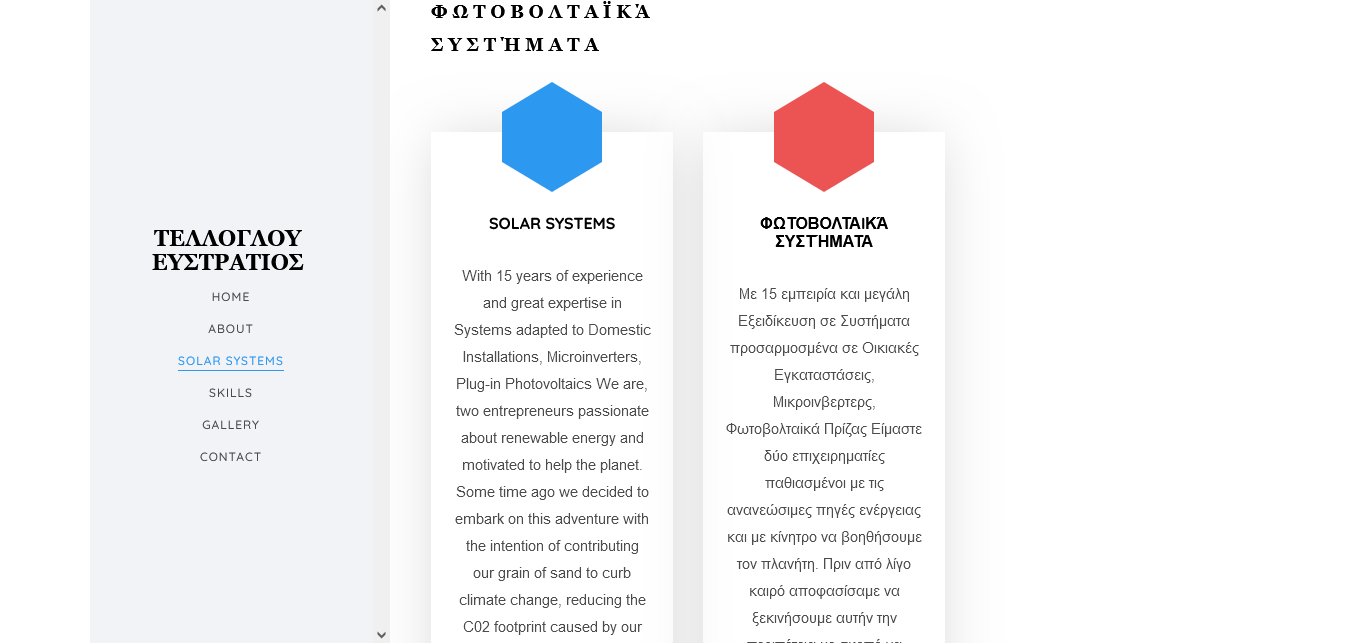 ΦΩΤΟΒΟΛΤΑΪΚΆ
ΣΥΣΤΉΜΑΤΑ
ΤΕΛΛΟΓΛΟΥ
ΕΥΣΤΡΑΤΙΟΣ
HOME
ABOUT
SOLAR SYSTEMS
SKILLS
GALLERY
CONTACT
SOLAR SYSTEMS
With 15 years of experience
and great expertise in
Systems adapted to Domestic
Installations, Microinverters,
Plug-in Photovoltaics We are,
two entrepreneurs passionate
about renewable energy and
motivated to help the planet.
Some time ago we decided to
embark on this adventure with
the intention of contributing
our grain of sand to curb
climate change, reducing the
C02 footprint caused by our
ΦΩΤΟΒΟΛΤΑΙΚΆ
ΣΥΣΤΗΜΑΤΑ
Με 15 εμπειρία και μεγάλη
Εξειδίκευση σε Συστήματα
προσαρμοσμένα σε Οικιακές
Εγκαταστάσεις,
Μικροινβερτερς,
Φωτοβολταϊκά Πρίζας Είμαστε
δύο επιχειρηματίες
παθιασμένοι με τις
ανανεώσιμες πηγές ενέργειας
και με κίνητρο να βοηθήσουμε
τον πλανήτη. Πριν από λίγο
καιρό αποφασίσαμε να
ξεκινήσουμε αυτήν την